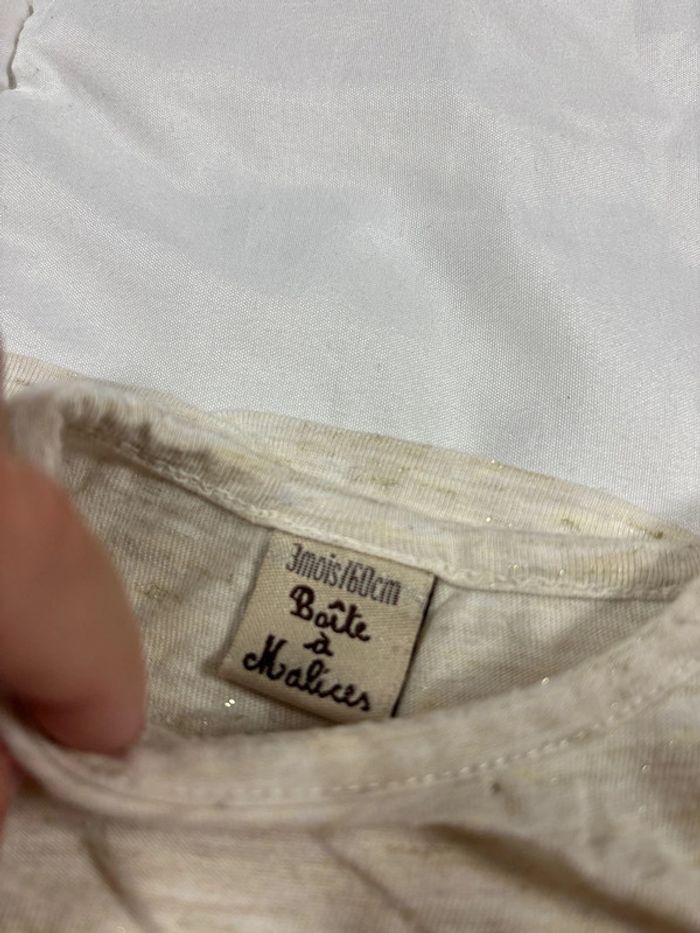 3mois/60cm
Boîte
à
Malices